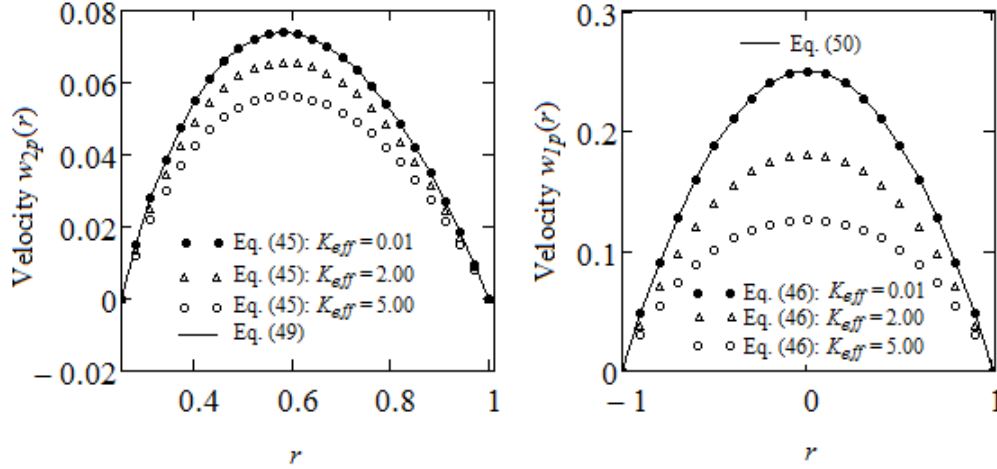 0.08
0.06
0.04
0.02
0
– 0.02
Velocity w2p(r)
Eq. (45): Keff = 0.01
Eq. (45): Keff = 2.00
Eq. (45): Keff = 5.00
Eq. (49)
0.4 0.6 0.8 1
r
0.3
0.2
0.1
0
Velocity w1p(r)
Eq. (50)
Eq. (46): Keff = 0.01
Eq. (46): Keff = 2.00
Eq. (46): Keff = 5.00
– 1 0 1
r